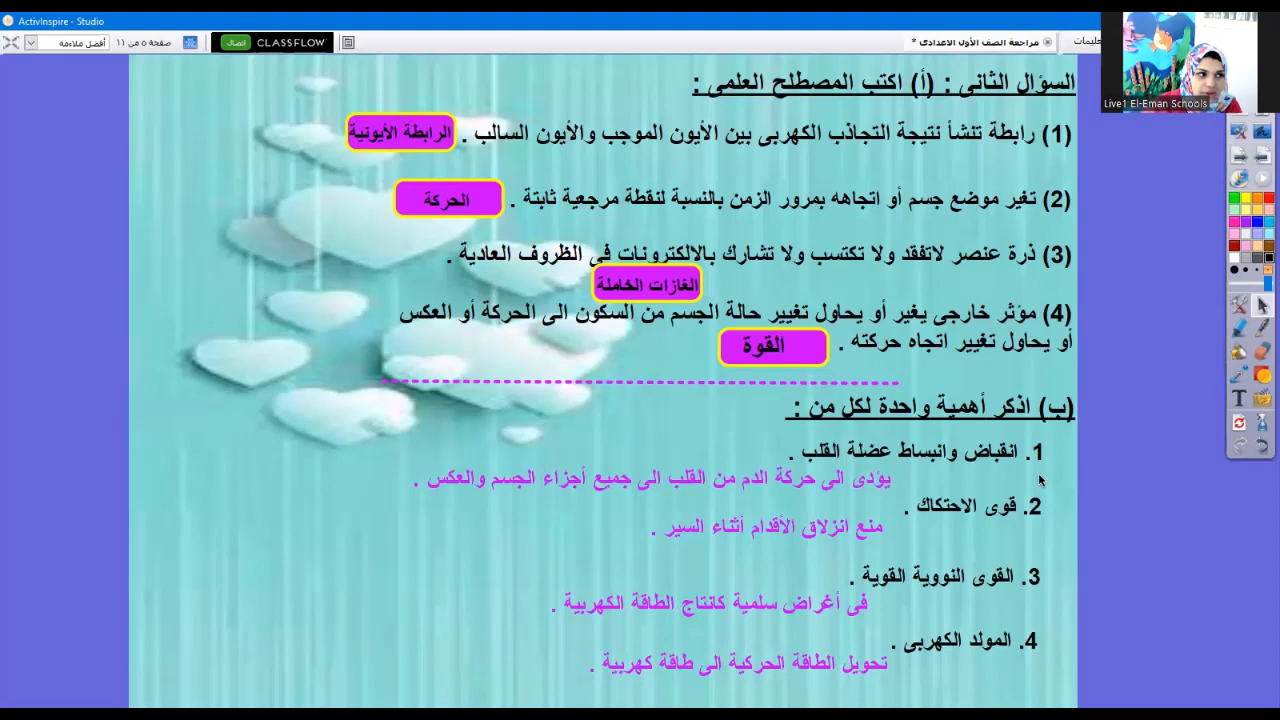 ActivInspire - Studio
أفضل ملاءمة
صفحة ٥ من ١١
اتصال CLASSFLOW
مراجعة الصف الأول الاعدادى *
Live1 El-Eman Schools
السؤال الثانى : (أ) اكتب المصطلح العلمى :
(1) رابطة تنشأ نتيجة التجاذب الكهربى بين الأيون الموجب والأيون السالب . الرابطة الأيونية
(2) تغير موضع جسم أو اتجاهه بمرور الزمن بالنسبة لنقطة مرجعية ثابتة . الحركة
(3) ذرة عنصر لاتفقد ولا تكتسب ولا تشارك بالالكترونات فى الظروف العادية .
الغازات الخاملة
(4) مؤثر خارجى يغير أو يحاول تغيير حالة الجسم من السكون الى الحركة أو العكس
أو يحاول تغيير اتجاه حركته . القوة
(ب) اذكر أهمية واحدة لكل من :
1. انقباض وانبساط عضلة القلب .
يؤدى الى حركة الدم من القلب الى جميع أجزاء الجسم والعكس .
2. قوى الاحتكاك .
منع انزلاق الأقدام أثناء السير .
3. القوى النووية القوية .
فى أغراض سلمية كانتاج الطاقة الكهربية .
4. المولد الكهربى .
تحويل الطاقة الحركية الى طاقة كهربية .